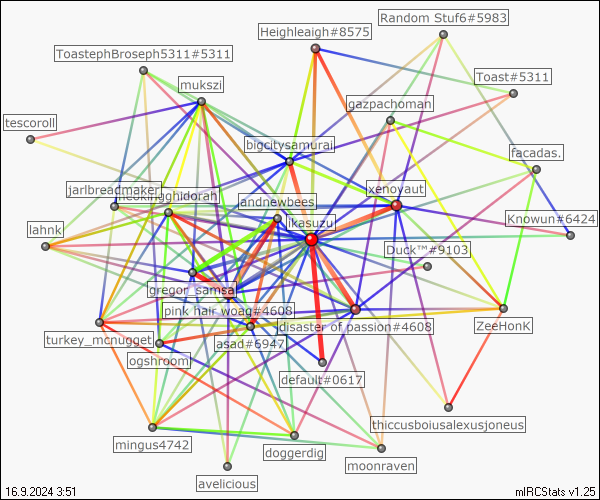 Random Stuf6#5983
Heighleaigh#8575
ToastephBroseph5311#5311
Toast#5311
mukszi
gazpachoman
tescoroll
bigcitysamurai
facadas.
xenoyaut
jarlbreadmaker
ghidorah
jandnewbees
ikasuzu
Knowun#6424
lahnk
Duck™#9103
gregor_samsa
pink hair woag#4608
disaster of passion#4608
ZeeHonK
turkey_mcnugget
asad#6947
ogshroom
default#0617
thiccusboiusalexusjoneus
mingus4742
doggerdig
moonraven
avelicious
16.9.2024 3:51
mIRCStats v1.25